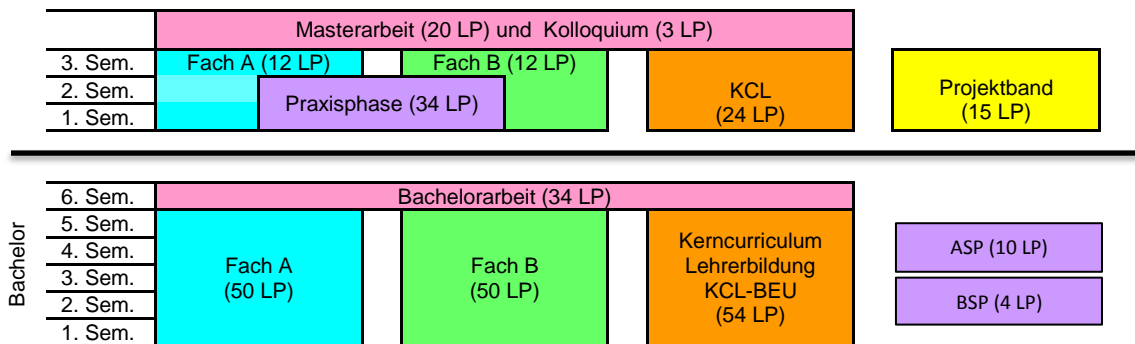 Masterarbeit (20 LP) und Kolloquium (3 LP)
3. Sem.
2. Sem.
1. Sem.
Fach A (12 LP)
Fach B (12 LP)
Praxisphase (34 LP)
KCL
(24 LP)
Projektband
(15 LP)
Bachelor
6. Sem.
5. Sem.
4. Sem.
3. Sem.
2. Sem.
1. Sem.
Bachelorarbeit (34 LP)
Fach A
(50 LP)
Fach B
(50 LP)
Kerncurriculum
Lehrerbildung
KCL-BEU
(54 LP)
ASP (10 LP)
BSP (4 LP)